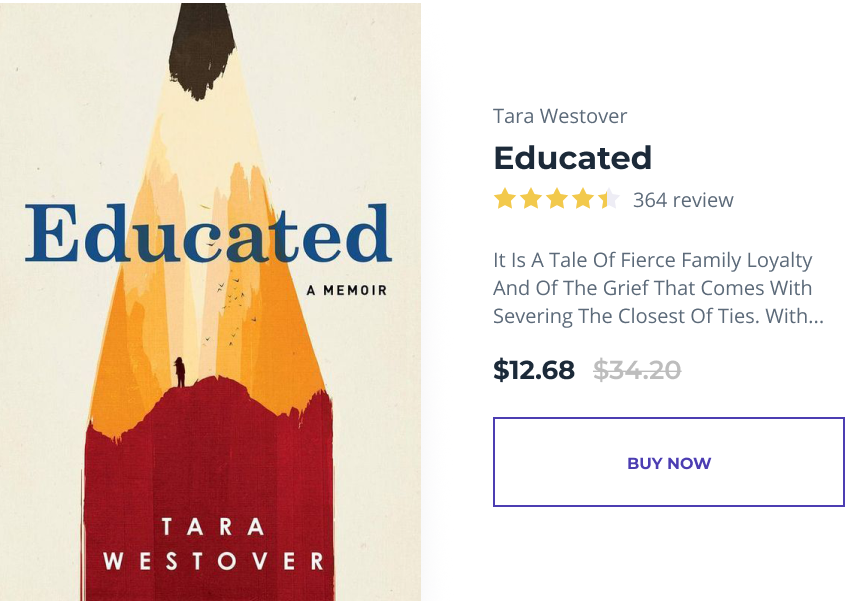 Educated
A MEMOIR
TARA
WESTOVER
Tara Westover
Educated
364 review
It Is A Tale Of Fierce Family Loyalty
And Of The Grief That Comes With
Severing The Closest Of Ties. With...
$12.68 $34.20
BUY NOW